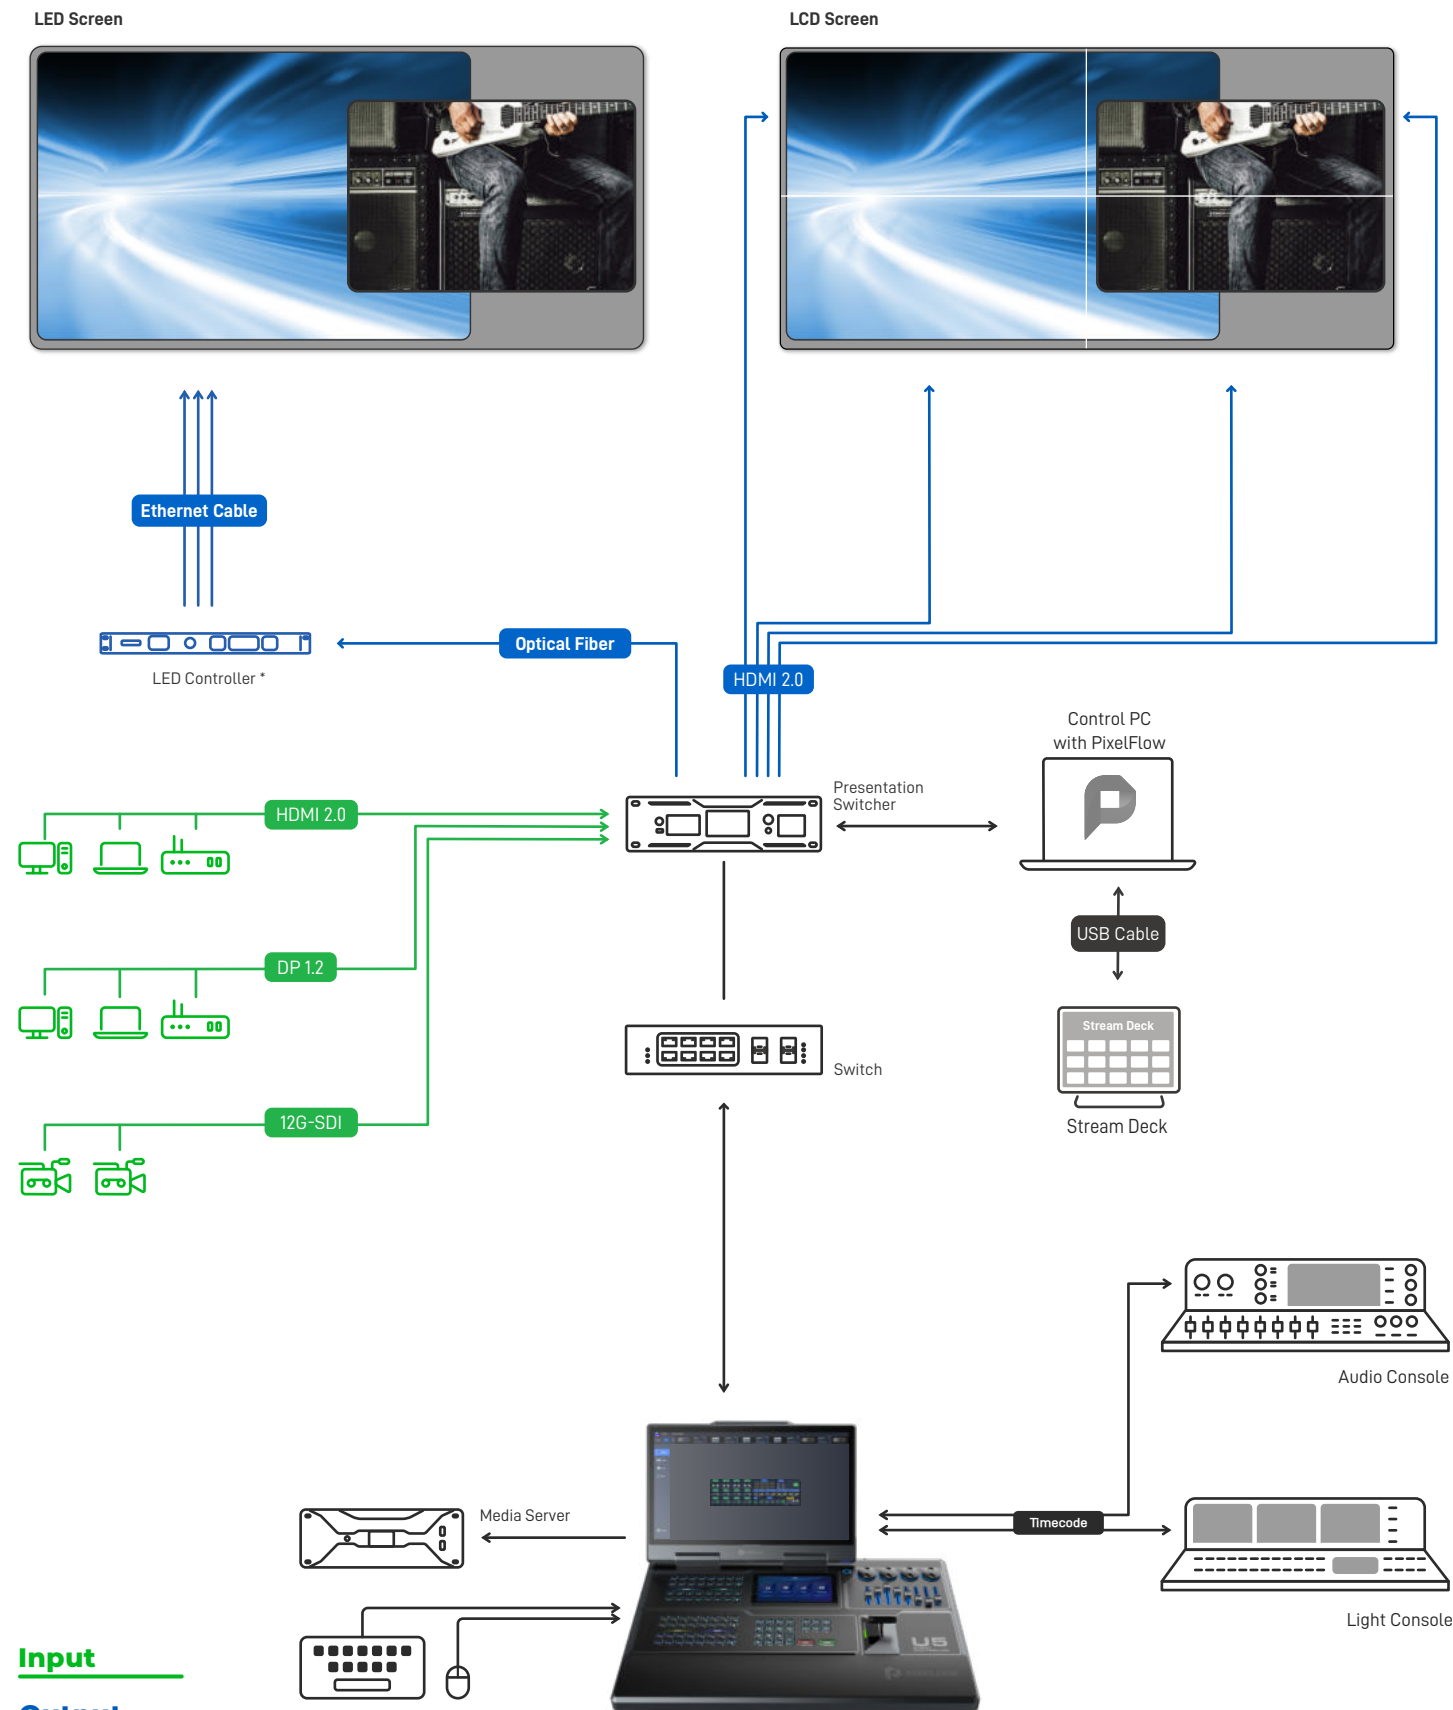 LED Screen
LCD Screen
Ethernet Cable
Optical Fiber
LED Controller *
HDMI 2.0
Control PC
with PixelFlow
Presentation
Switcher
HDMI 2.0
USB Cable
DP 1.2
Stream Deck
Switch
Stream Deck
12G-SDI
Audio Console
Media Server
Timecode
Light Console
U5
Input